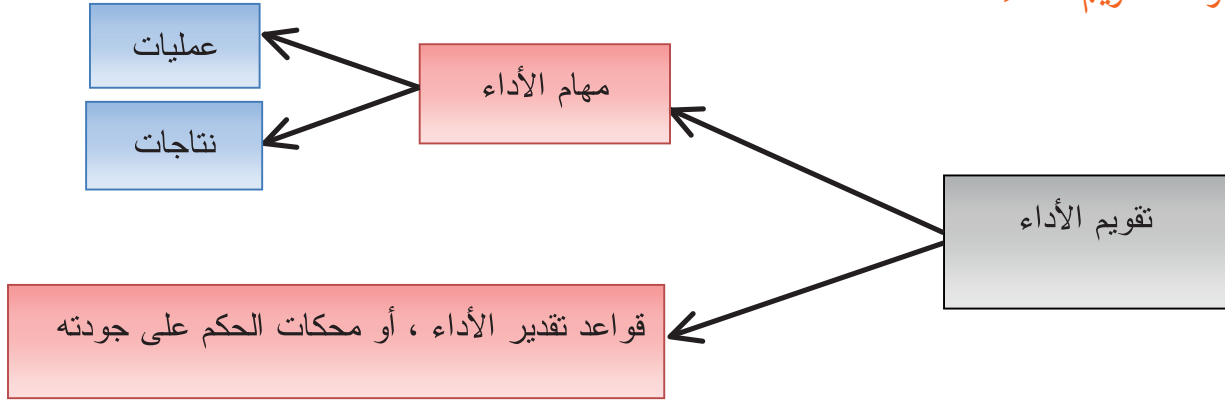 تقويم الأداء
مهام الأداء
عمليات
نتاجات
قواعد تقدير الأداء ، أو محكات الحكم على جودته